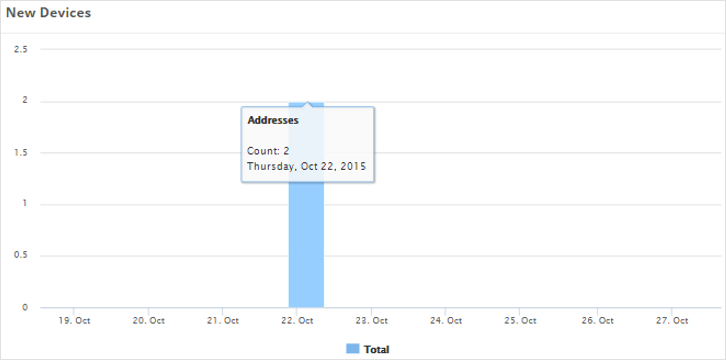 New Devices
2.5
2
1.5
1
0.5
0
Addresses
Count: 2
Thursday, Oct 22, 2015
19. Oct 20. Oct 21. Oct 22. Oct 23. Oct 24. Oct 25. Oct 26. Oct 27. Oct
Total